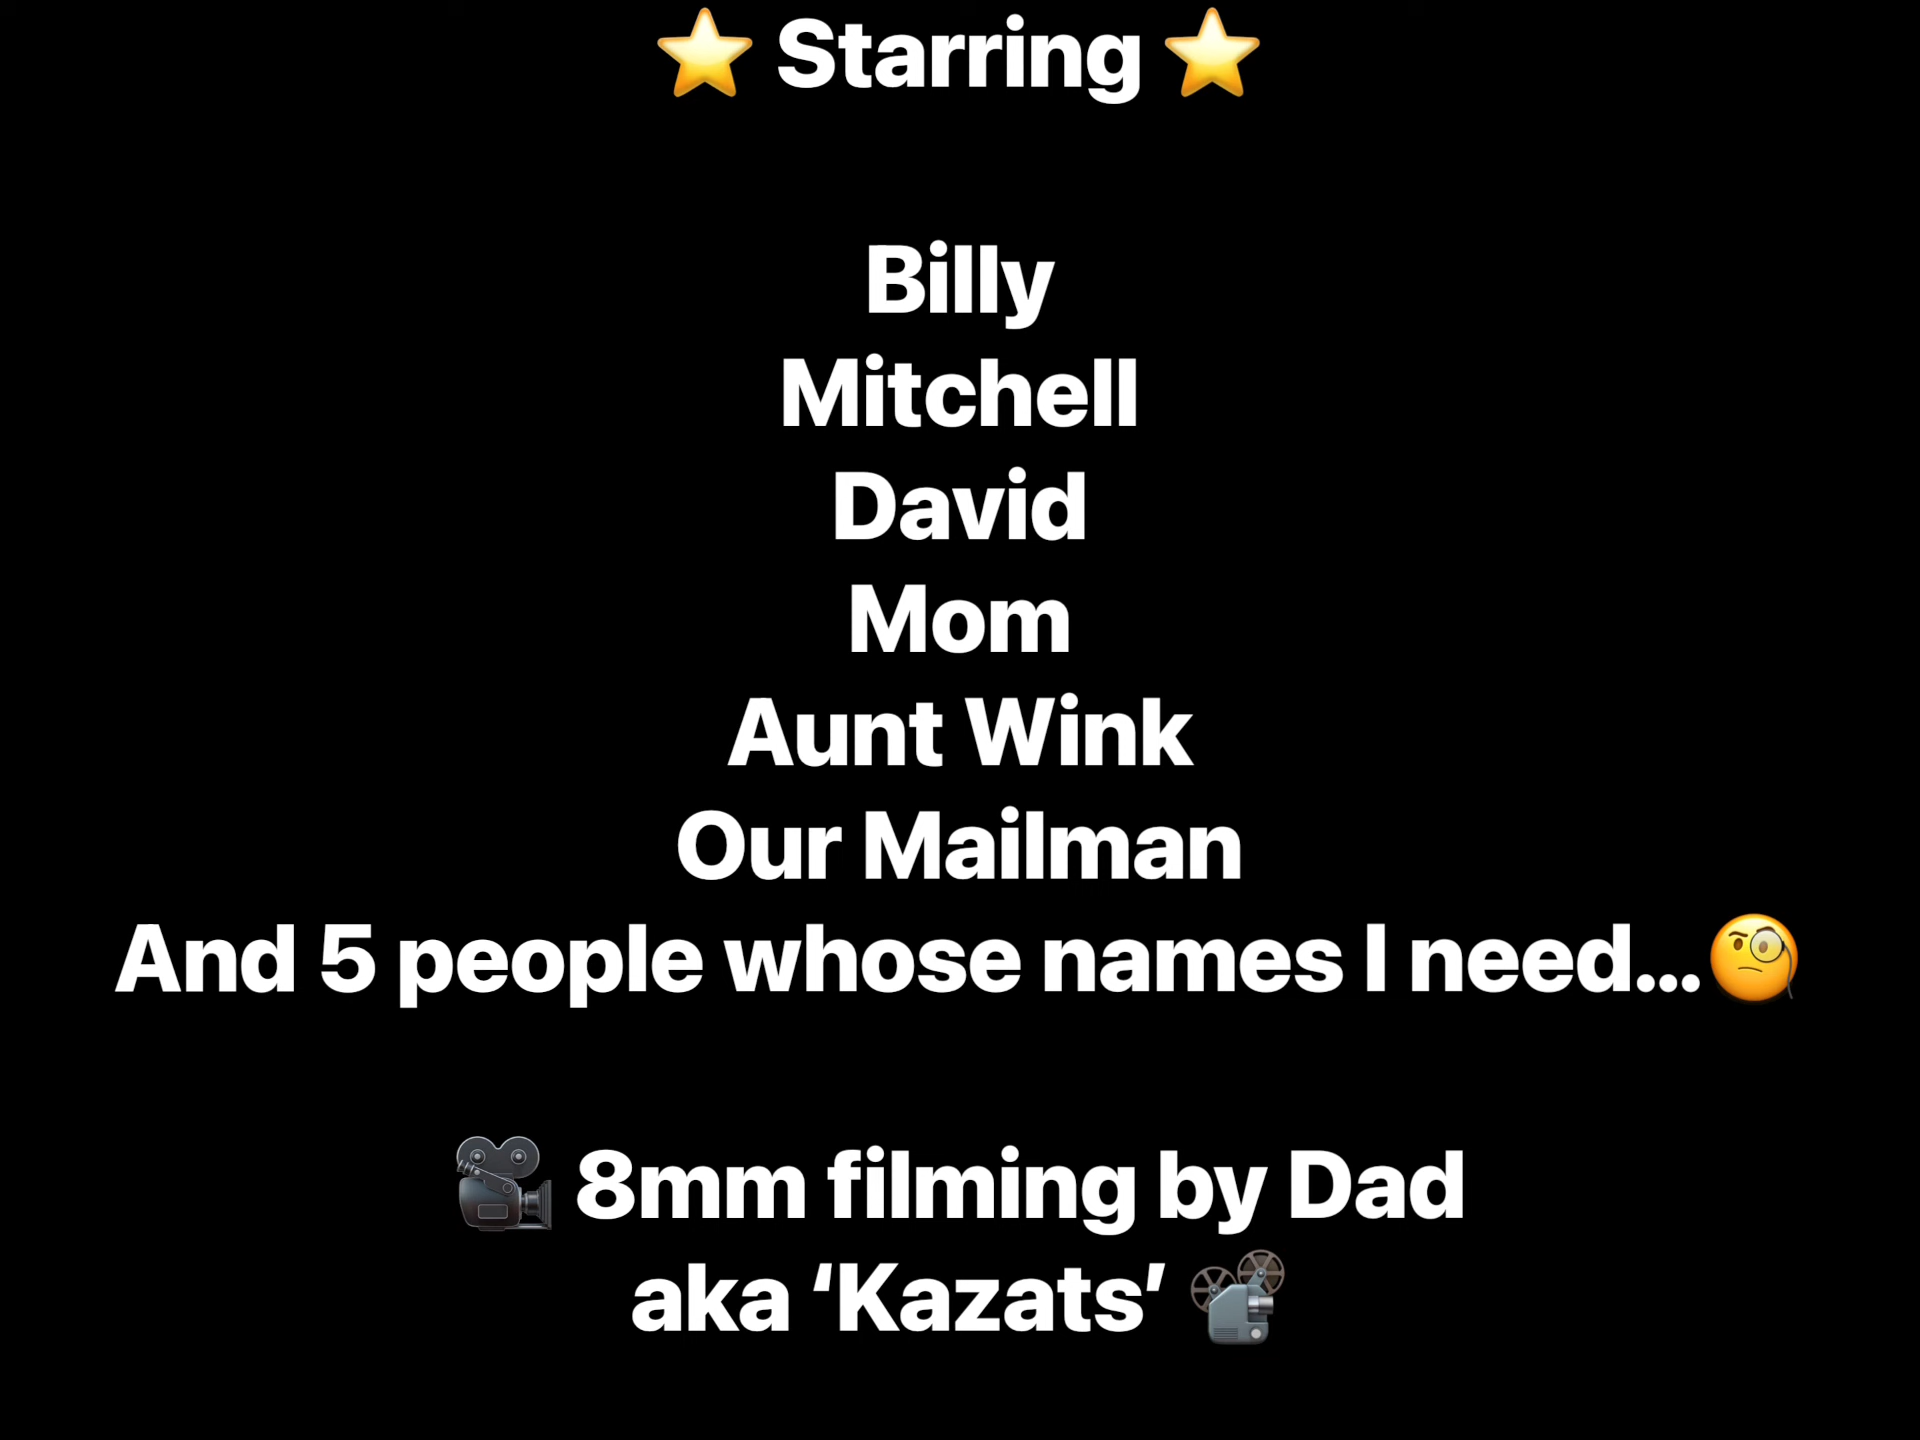 ⭐ Starring ⭐
Billy
Mitchell
David
Mom
Aunt Wink
Our Mailman
And 5 people whose names I need...🧐
🎥 8mm filming by Dad
aka ‘Kazats’ 📽